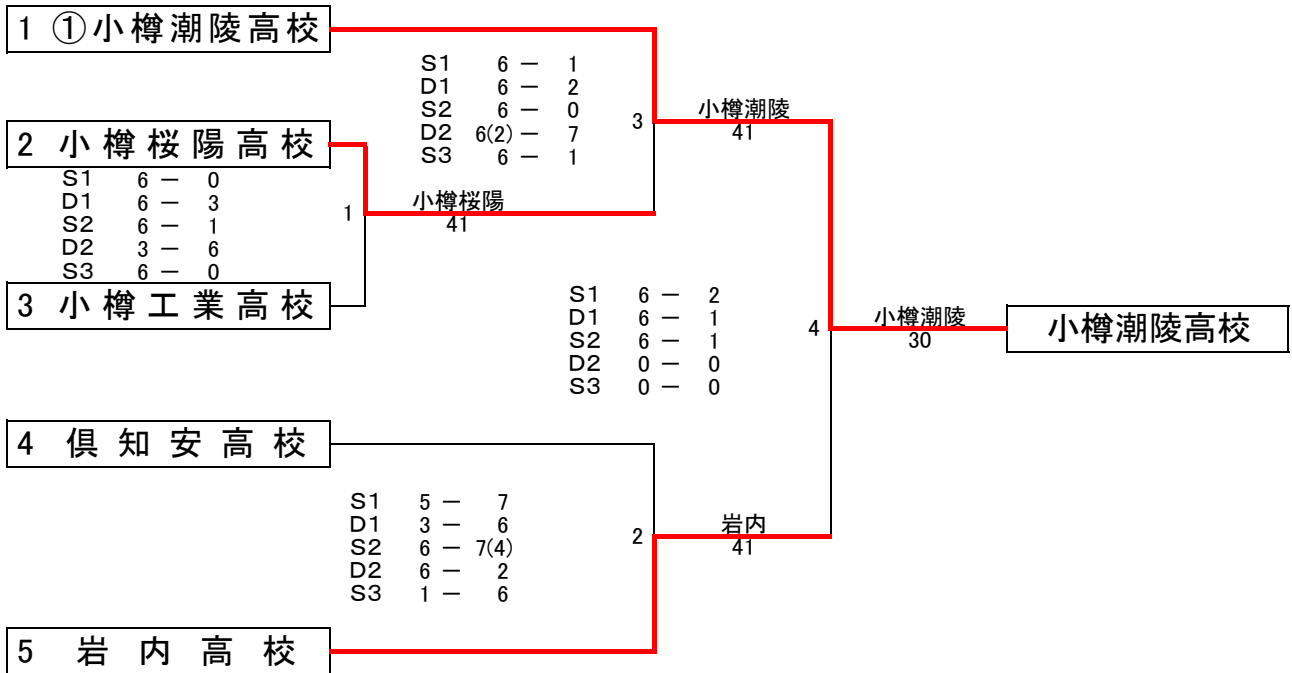 1 ①小樽潮陵高校
S1 6 － 1
D1 6 － 2
S2 6 － 0
D2 6(2) － 7
S3 6 － 1
3
小樽潮陵
41
2 小樽桜陽高校
S1 6 － 0
D1 6 － 3
S2 6 － 1
D2 3 － 6
S3 6 － 0
1
小樽桜陽
41
3 小樽工業高校
S1 6 － 2
D1 6 － 1
S2 6 － 1
D2 0 － 0
S3 0 － 0
4
小樽潮陵
30
小樽潮陵高校
4 倶知安高校
S1 5 － 7
D1 3 － 6
S2 6 － 7(4)
D2 6 － 2
S3 1 － 6
2
岩内
41
5 岩内高校